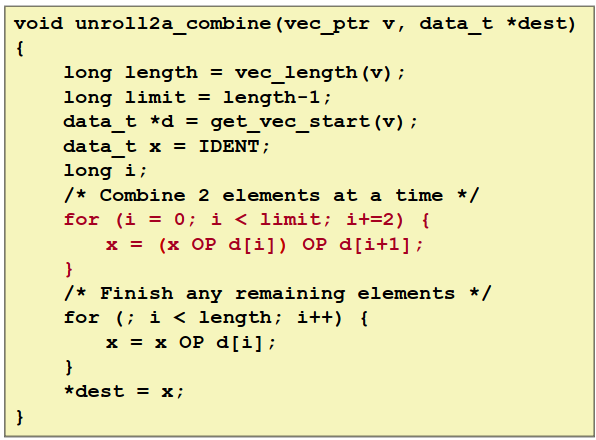 void unroll2a_combine(vec_ptr v, data_t *dest)
{
    long length = vec_length(v);
    long limit = length-1;
    data_t *d = get_vec_start(v);
    data_t x = IDENT;
    long i;
    /* Combine 2 elements at a time */
    for (i = 0; i < limit; i+=2) {
       x = (x OP d[i]) OP d[i+1];
    }
    /* Finish any remaining elements */
    for (; i < length; i++) {
       x = x OP d[i];
    }
    *dest = x;
}